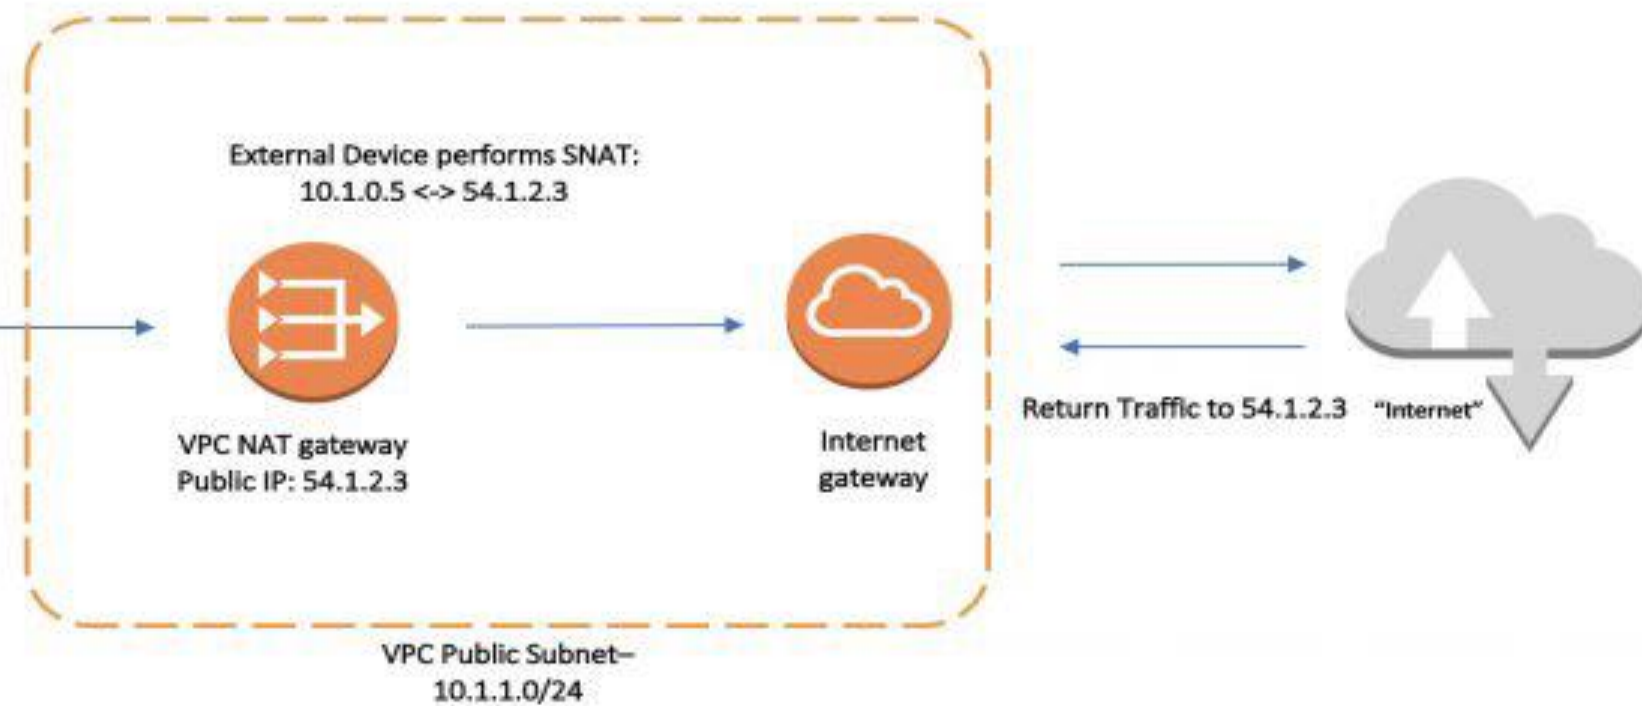 External Device performs SNAT:
10.1.0.5 <-> 54.1.2.3
VPC NAT gateway
Public IP: 54.1.2.3
Internet
gateway
Return Traffic to 54.1.2.3
“Internet”
VPC Public Subnet–
10.1.1.0/24